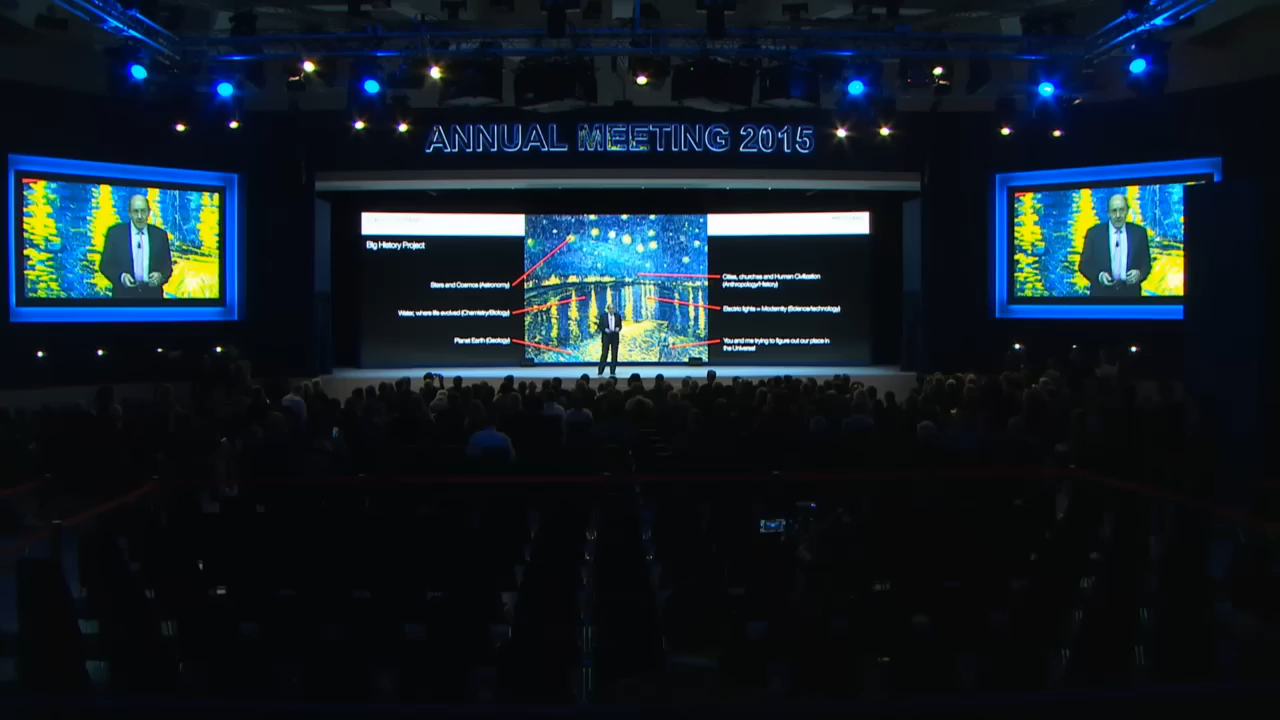 ANNUAL MEETING 2015
Big History Project
Stars and Cosmos (Astronomy)
Water, where life evolved (Chemistry/Biology)
Planet Earth (Geology)
Cities, churches and Human Civilization
(Anthropology/History)
Electric lights = Modernity (Science/technology)
You and me trying to figure out our place in
the Universe!